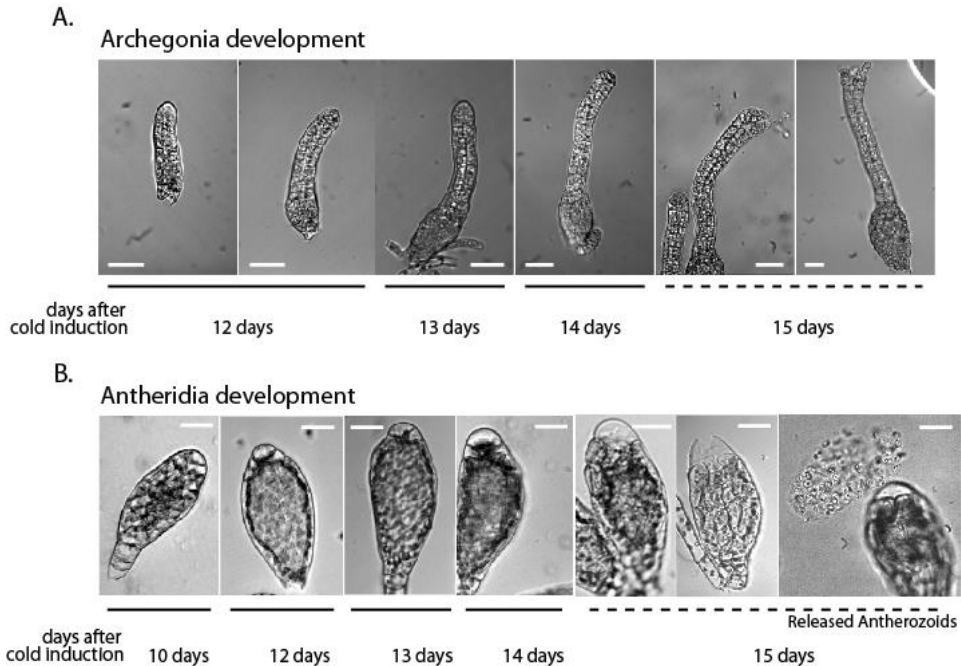 A.
Archegonia development
days after
cold induction
12 days
13 days
14 days
15 days
B.
Antheridia development
Released Antherozoids
days after
cold induction
10 days
12 days
13 days
14 days
15 days